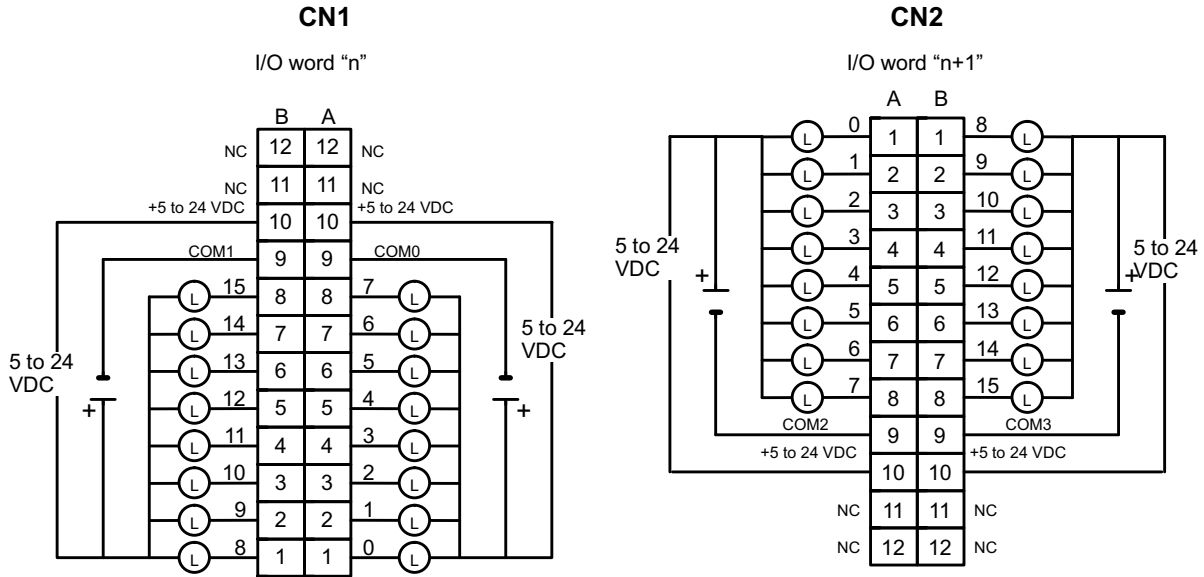 CN1
I/O word “n”
B A
NC 12 12 NC
NC 11 11 NC
+5 to 24 VDC 10 10 +5 to 24 VDC
COM1 9 9 COM0
L 15 8 8 7 L
L 14 7 7 6 L
L 13 6 6 5 L
L 12 5 5 4 L
L 11 4 4 3 L
L 10 3 3 2 L
L 9 2 2 1 L
L 8 1 1 0 L
5 to 24
VDC
+
5 to 24
VDC
+
CN2
I/O word “n+1”
A B
L 0 1 1 8 L
L 1 2 2 9 L
L 2 3 3 10 L
L 3 4 4 11 L
L 4 5 5 12 L
L 5 6 6 13 L
L 6 7 7 14 L
L 7 8 8 15 L
COM2 9 9 COM3
+5 to 24 VDC 10 10 +5 to 24 VDC
NC 11 11 NC
NC 12 12 NC
5 to 24
VDC
+
5 to 24
VDC
+